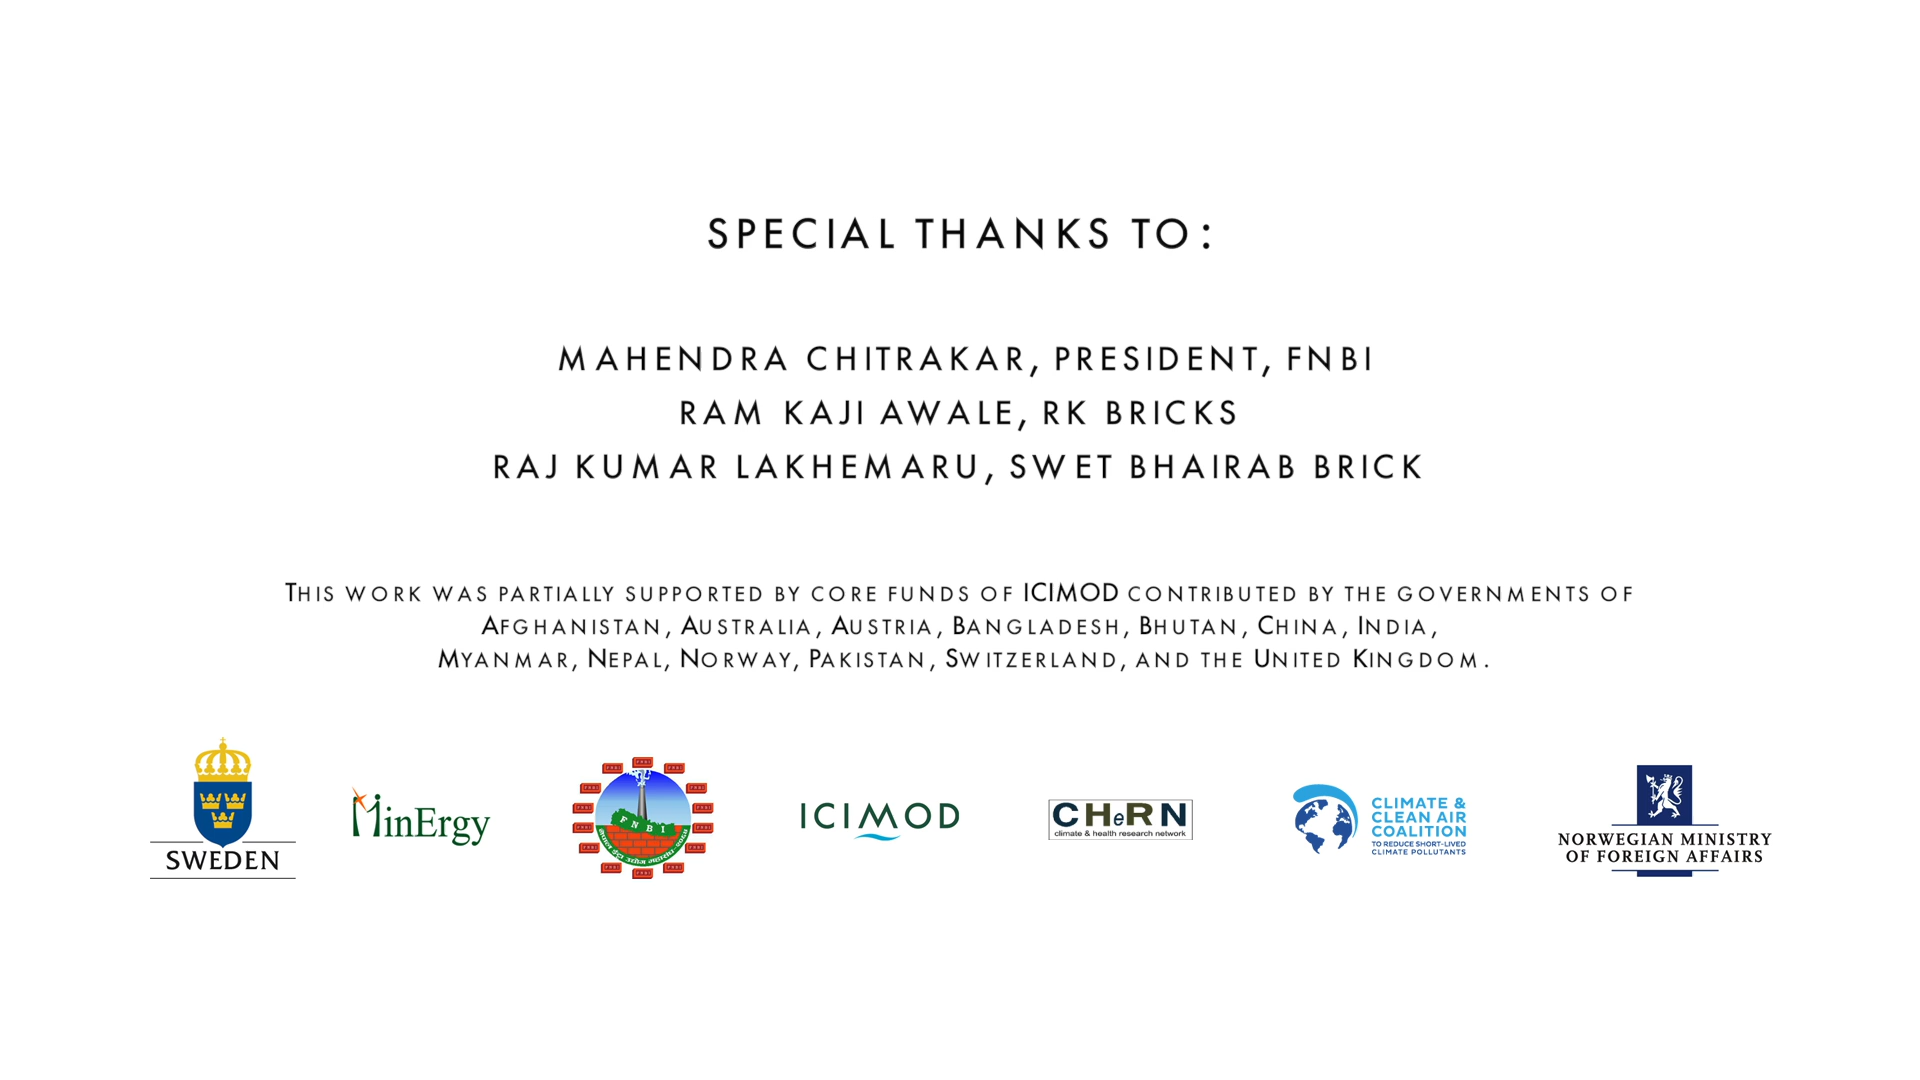 SPECIAL THANKS TO:
MAHENDRA CHITRAKAR, PRESIDENT, FNBI
RAM KAJI AWALE, RK BRICKS
RAJ KUMAR LAKHEMARU, SWET BHAIRAB BRICK
THIS WORK WAS PARTIALLY SUPPORTED BY CORE FUNDS OF ICIMOD CONTRIBUTED BY THE GOVERNMENTS OF
AFGHANISTAN, AUSTRALIA, AUSTRIA, BANGLADESH, BHUTAN, CHINA, INDIA,
MYANMAR, NEPAL, NORWAY, PAKISTAN, SWITZERLAND, AND THE UNITED KINGDOM.
SWEDEN
MinErgy
FNBI
ICIMOD
CHeRN
climate & health research network
CLIMATE &
CLEAN AIR
COALITION
TO REDUCE SHORT-LIVED
CLIMATE POLLUTANTS
NORWEGIAN MINISTRY
OF FOREIGN AFFAIRS